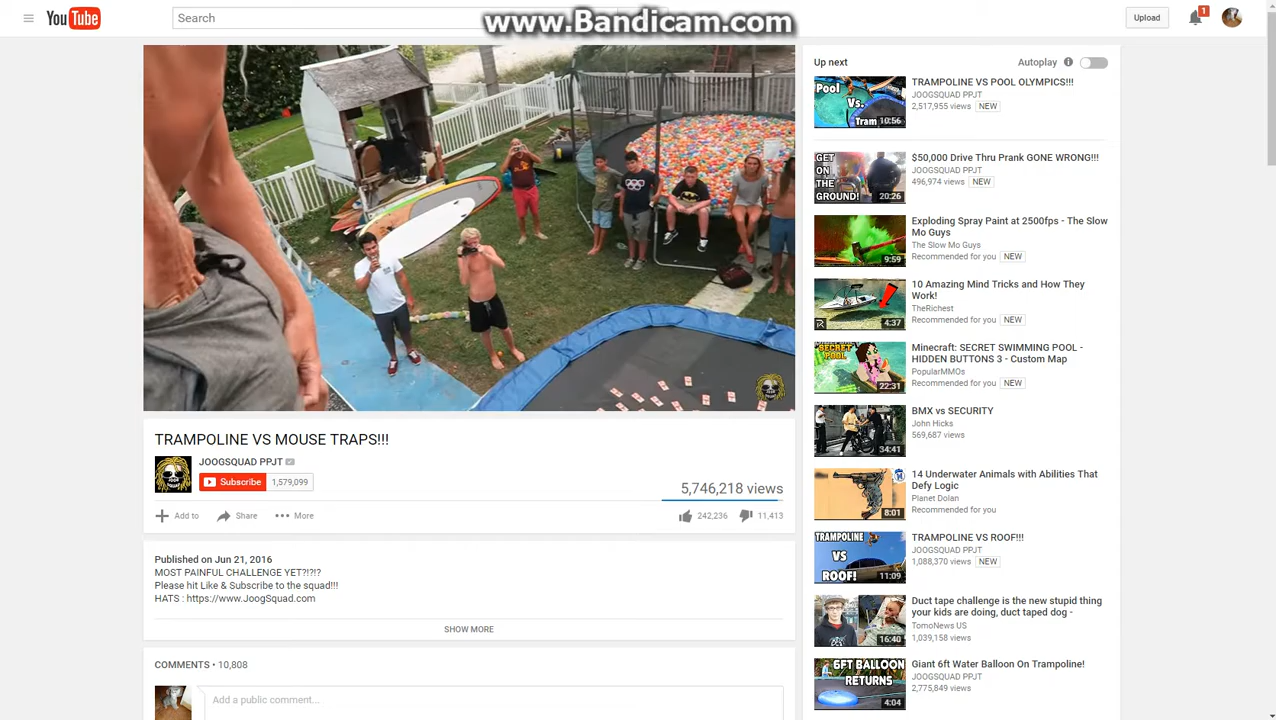 YouTube
Search
www.Bandicam.com
Upload
1
TRAMPOLINE VS MOUSE TRAPS!!!
JOOGSQUAD PPJT
Subscribe 1,579,099
5,746,218 views
Add to Share More
242,236 11,413
Published on Jun 21, 2016
MOST PAINFUL CHALLENGE YET?!?!?
Please hit Like & Subscribe to the squad!!!
HATS : https://www.JoogSquad.com
SHOW MORE
COMMENTS • 10,808
Add a public comment...
Up next
Autoplay
Pool
Vs.
Tram
10:56
TRAMPOLINE VS POOL OLYMPICS!!!
JOOGSQUAD PPJT
2,517,955 views NEW
GET
ON
THE
GROUND!
20:26
$50,000 Drive Thru Prank GONE WRONG!!!
JOOGSQUAD PPJT
496,974 views NEW
9:59
Exploding Spray Paint at 2500fps - The Slow
Mo Guys
The Slow Mo Guys
Recommended for you NEW
4:37
10 Amazing Mind Tricks and How They
Work!
TheRichest
Recommended for you NEW
SECRET
POOL
22:31
Minecraft: SECRET SWIMMING POOL -
HIDDEN BUTTONS 3 - Custom Map
PopularMMOs
Recommended for you NEW
34:41
BMX vs SECURITY
John Hicks
569,687 views
8:01
14 Underwater Animals with Abilities That
Defy Logic
Planet Dolan
Recommended for you
TRAMPOLINE
VS
ROOF!
11:09
TRAMPOLINE VS ROOF!!!
JOOGSQUAD PPJT
1,088,370 views NEW
16:40
Duct tape challenge is the new stupid thing
your kids are doing, duct taped dog -
TomoNews US
1,039,158 views
6FT BALLOON
RETURNS
4:04
Giant 6ft Water Balloon On Trampoline!
JOOGSQUAD PPJT
2,775,849 views